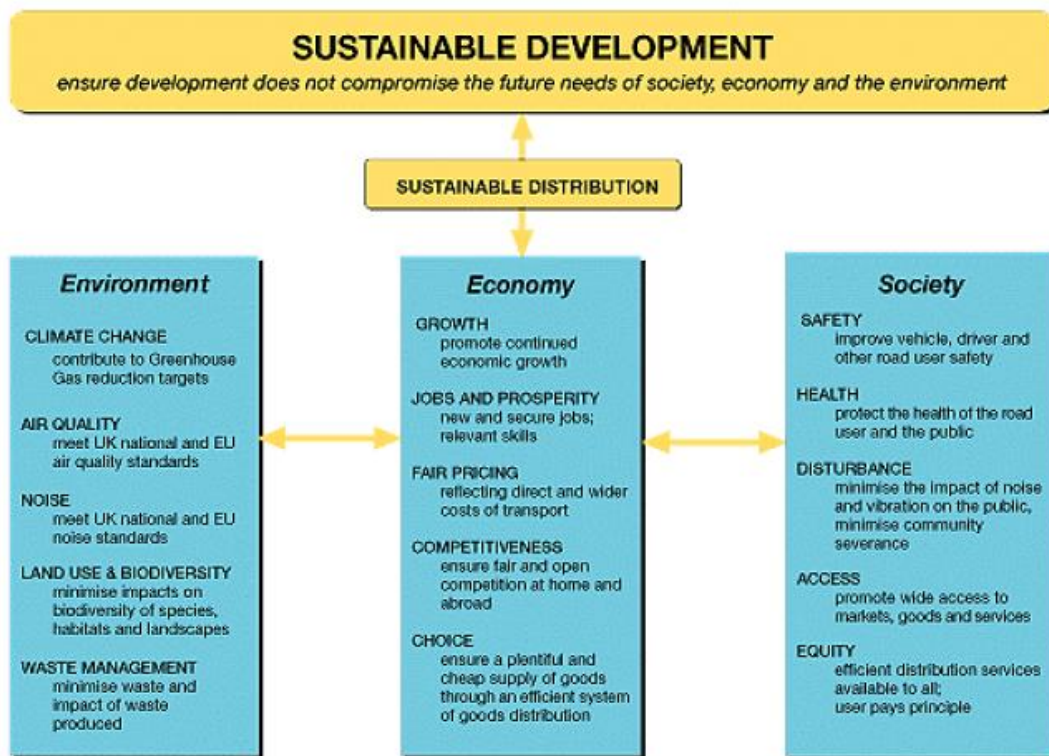 SUSTAINABLE DEVELOPMENT
ensure development does not compromise the future needs of society, economy and the environment
SUSTAINABLE DISTRIBUTION
Environment
CLIMATE CHANGE
contribute to Greenhouse
Gas reduction targets
AIR QUALITY
meet UK national and EU
air quality standards
NOISE
meet UK national and EU
noise standards
LAND USE & BIODIVERSITY
minimise impacts on
biodiversity of species,
habitats and landscapes
WASTE MANAGEMENT
minimise waste and
impact of waste
produced
Economy
GROWTH
promote continued
economic growth
JOBS AND PROSPERITY
new and secure jobs;
relevant skills
FAIR PRICING
reflecting direct and wider
costs of transport
COMPETITIVENESS
ensure fair and open
competition at home and
abroad
CHOICE
ensure a plentiful and
cheap supply of goods
through an efficient system
of goods distribution
Society
SAFETY
improve vehicle, driver and
other road user safety
HEALTH
protect the health of the road
user and the public
DISTURBANCE
minimise the impact of noise
and vibration on the public,
minimise community
severance
ACCESS
promote wide access to
markets, goods and services
EQUITY
efficient distribution services
available to all;
user pays principle